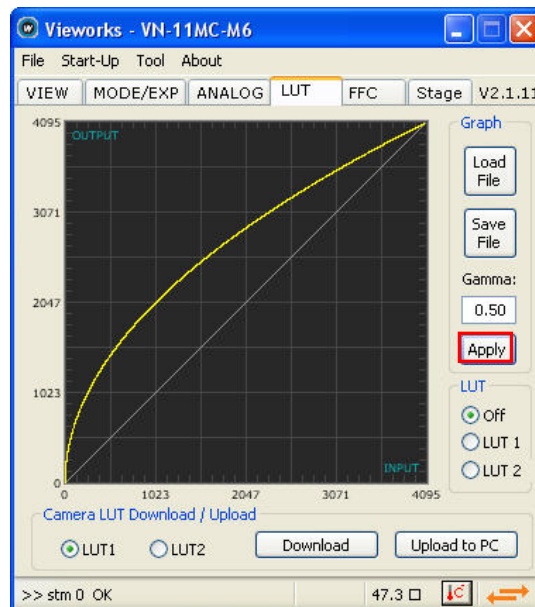 Vieworks - VN-11MC-M6
File Start-Up Tool About
VIEW MODE/EXP ANALOG LUT FFC Stage V2.1.11
Graph
4095
OUTPUT
Load File
3071
Save File
Gamma:
2047
0.50
Apply
1023
LUT
Off
LUT 1
INPUT
LUT 2
0
0 1023 2047 3071 4095
Camera LUT Download / Upload
LUT1 LUT2 Download Upload to PC
>> stm 0 OK 47.3 □ C